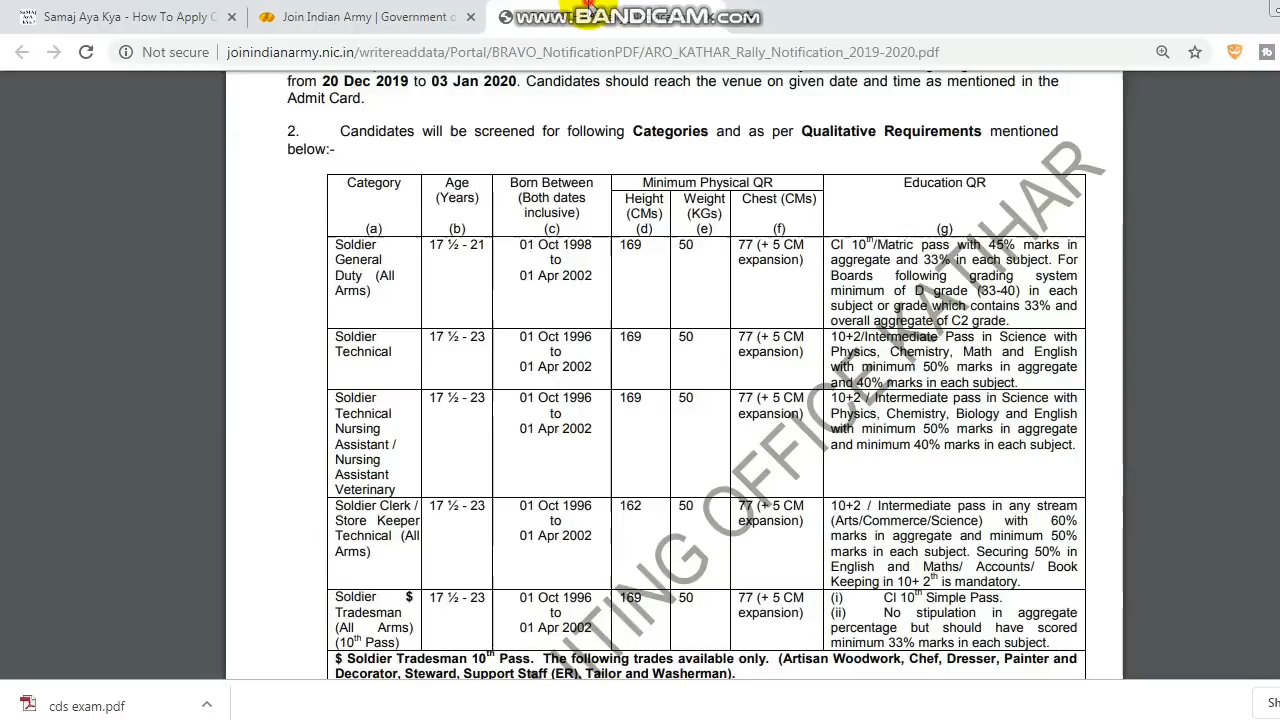 Samaj Aya Kya - How To Apply C
Join Indian Army | Government o
www.BANDICAM.com
Not secure
joinindianarmy.nic.in/writereaddata/Portal/BRAVO_NotificationPDF/ARO_KATHAR_Rally_Notification_2019-2020.pdf
from 20 Dec 2019 to 03 Jan 2020. Candidates should reach the venue on given date and time as mentioned in the
Admit Card.
2. Candidates will be screened for following Categories and as per Qualitative Requirements mentioned
below:-
Category
(a)
Age
(Years)
(b)
Born Between
(Both dates
inclusive)
(c)
Minimum Physical QR
Height
(CMs)
(d)
Weight
(KGs)
(e)
Chest (CMs)
(f)
Education QR
(g)
Soldier
General
Duty (All
Arms)
17 ½ - 21
01 Oct 1998
to
01 Apr 2002
169
50
77 (+ 5 CM
expansion)
Cl 10th/Matric pass with 45% marks in
aggregate and 33% in each subject. For
Boards following grading system
minimum of D grade (33-40) in each
subject or grade which contains 33% and
overall aggregate of C2 grade.
Soldier
Technical
17 ½ - 23
01 Oct 1996
to
01 Apr 2002
169
50
77 (+ 5 CM
expansion)
10+2/Intermediate Pass in Science with
Physics, Chemistry, Math and English
with minimum 50% marks in aggregate
and 40% marks in each subject.
Soldier
Technical
Nursing
Assistant /
Nursing
Assistant
Veterinary
17 ½ - 23
01 Oct 1996
to
01 Apr 2002
169
50
77 (+ 5 CM
expansion)
10+2 / Intermediate pass in Science with
Physics, Chemistry, Biology and English
with minimum 50% marks in aggregate
and minimum 40% marks in each subject.
Soldier Clerk /
Store Keeper
Technical (All
Arms)
17 ½ - 23
01 Oct 1996
to
01 Apr 2002
162
50
77 (+ 5 CM
expansion)
10+2 / Intermediate pass in any stream
(Arts/Commerce/Science) with 60%
marks in aggregate and minimum 50%
marks in each subject. Securing 50% in
English and Maths/ Accounts/ Book
Keeping in 10+ 2th is mandatory.
Soldier $
Tradesman
(All Arms)
(10th Pass)
17 ½ - 23
01 Oct 1996
to
01 Apr 2002
169
50
77 (+ 5 CM
expansion)
(i) Cl 10th Simple Pass.
(ii) No stipulation in aggregate
percentage but should have scored
minimum 33% marks in each subject.
$ Soldier Tradesman 10th Pass. The following trades available only. (Artisan Woodwork, Chef, Dresser, Painter and
Decorator, Steward, Support Staff (ER), Tailor and Washerman).
ITING OFFICE KATIHAR
cds exam.pdf
Sh